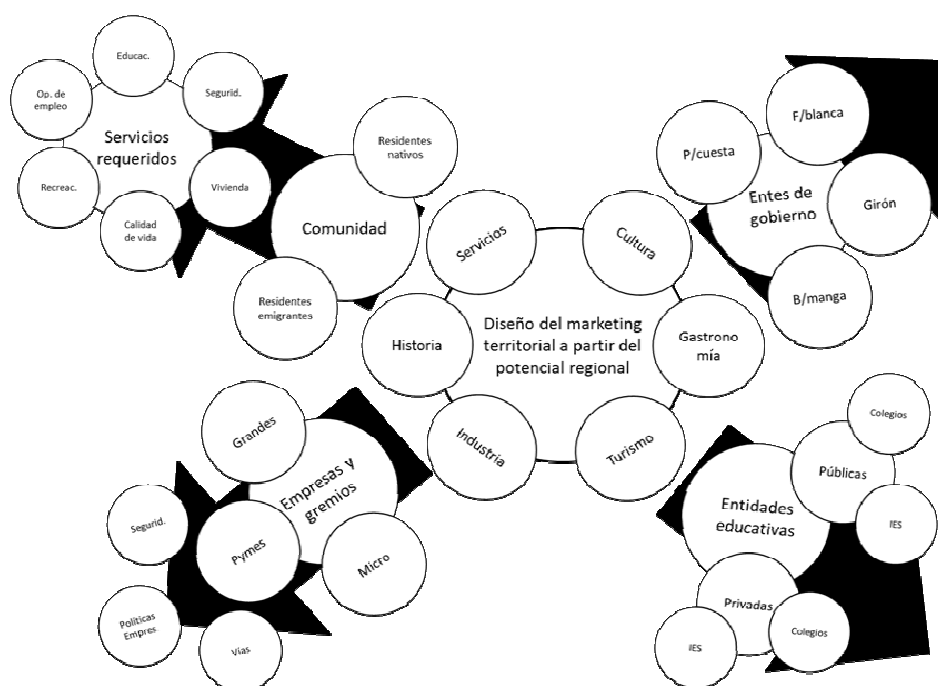 Educac.
Op. de
empleo
Segurid.
Servicios
requeridos
Recreac.
Vivienda
Calidad
de vida
Residentes
nativos
Comunidad
Residentes
emigrantes
F/blanca
P/cuesta
Entes de
gobierno
Girón
B/manga
Servicios
Cultura
Historia
Diseño del marketing
territorial a partir del
potencial regional
Gastrono
mía
Industria
Turismo
Grandes
Empresas y
gremios
Segurid.
Pymes
Micro
Políticas
Empres
Vías
Colegios
Públicas
Entidades
educativas
IES
Privadas
IES
Colegios